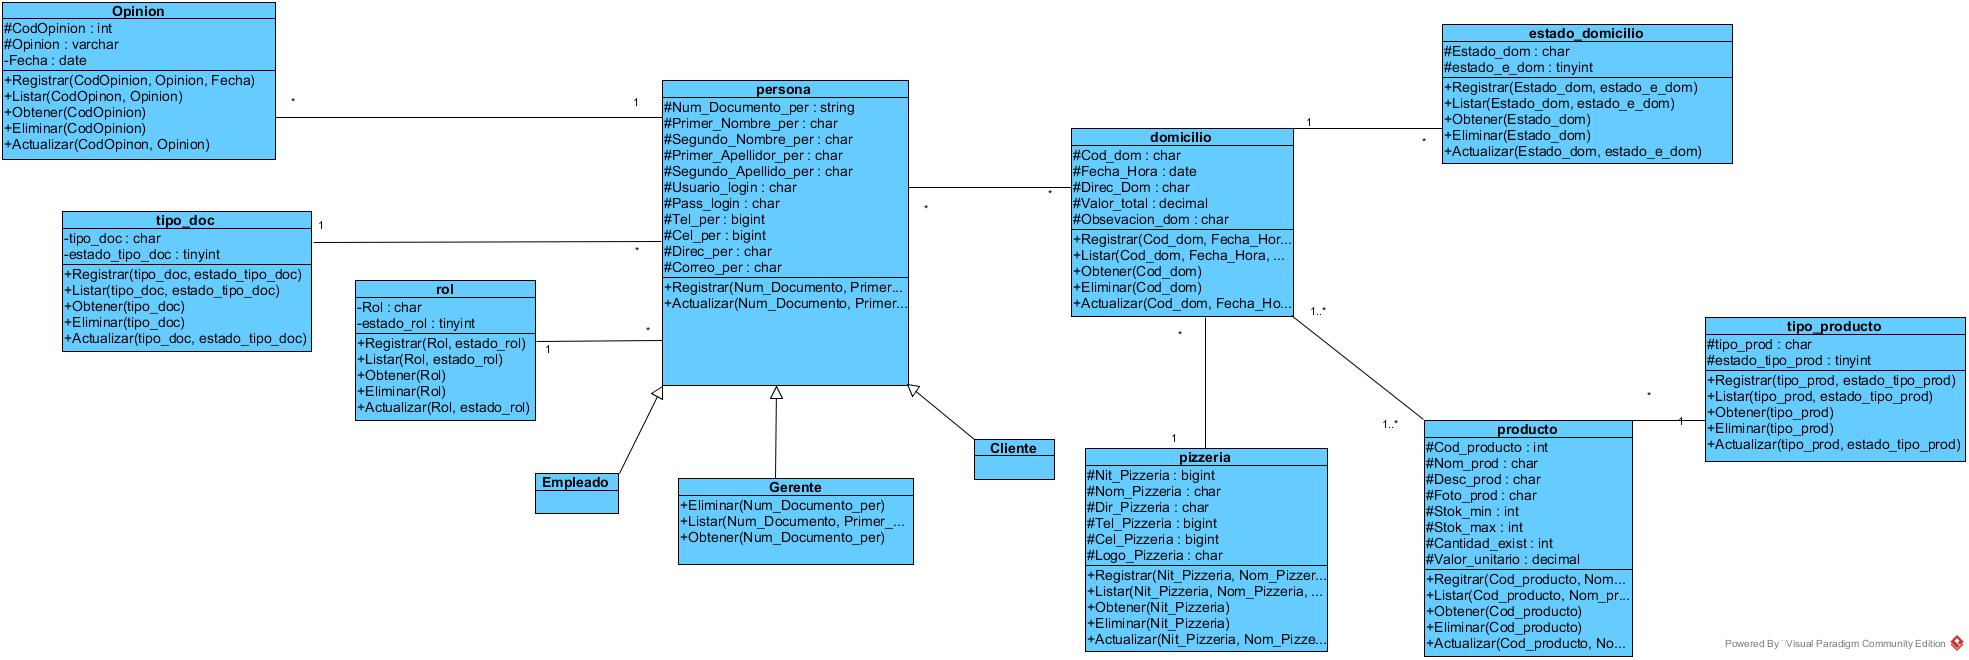 Opinion
#CodOpinion : int
#Opinion : varchar
-Fecha : date
+Registrar(CodOpinion, Opinion, Fecha)
+Listar(CodOpinon, Opinion)
+Obtener(CodOpinion)
+Eliminar(CodOpinion)
+Actualizar(CodOpinon, Opinion)
*
1
persona
#Num_Documento_per : string
#Primer_Nombre_per : char
#Segundo_Nombre_per : char
#Primer_Apellidor_per : char
#Segundo_Apellido_per : char
#Usuario_login : char
#Pass_login : char
#Tel_per : bigint
#Cel_per : bigint
#Direc_per : char
#Correo_per : char
+Registrar(Num_Documento, Primer...
+Actualizar(Num_Documento, Primer...
tipo_doc
-tipo_doc : char
-estado_tipo_doc : tinyint
+Registrar(tipo_doc, estado_tipo_doc)
+Listar(tipo_doc, estado_tipo_doc)
+Obtener(tipo_doc)
+Eliminar(tipo_doc)
+Actualizar(tipo_doc, estado_tipo_doc)
1
*
rol
-Rol : char
-estado_rol : tinyint
+Registrar(Rol, estado_rol)
+Listar(Rol, estado_rol)
+Obtener(Rol)
+Eliminar(Rol)
+Actualizar(Rol, estado_rol)
1
*
Empleado
Gerente
+Eliminar(Num_Documento_per)
+Listar(Num_Documento, Primer_...
+Obtener(Num_Documento_per)
Cliente
*
*
domicilio
#Cod_dom : char
#Fecha_Hora : date
#Direc_Dom : char
#Valor_total : decimal
#Obsevacion_dom : char
+Registrar(Cod_dom, Fecha_Hor...
+Listar(Cod_dom, Fecha_Hora, ...
+Obtener(Cod_dom)
+Eliminar(Cod_dom)
+Actualizar(Cod_dom, Fecha_Ho...
1
*
estado_domicilio
#Estado_dom : char
#estado_e_dom : tinyint
+Registrar(Estado_dom, estado_e_dom)
+Listar(Estado_dom, estado_e_dom)
+Obtener(Estado_dom)
+Eliminar(Estado_dom)
+Actualizar(Estado_dom, estado_e_dom)
*
1
pizzeria
#Nit_Pizzeria : bigint
#Nom_Pizzeria : char
#Dir_Pizzeria : char
#Tel_Pizzeria : bigint
#Cel_Pizzeria : bigint
#Logo_Pizzeria : char
+Registrar(Nit_Pizzeria, Nom_Pizzer...
+Listar(Nit_Pizzeria, Nom_Pizzeria, ...
+Obtener(Nit_Pizzeria)
+Eliminar(Nit_Pizzeria)
+Actualizar(Nit_Pizzeria, Nom_Pizze...
1..*
1..*
producto
#Cod_producto : int
#Nom_prod : char
#Desc_prod : char
#Foto_prod : char
#Stok_min : int
#Stok_max : int
#Cantidad_exist : int
#Valor_unitario : decimal
+Regitrar(Cod_producto, Nom...
+Listar(Cod_producto, Nom_pr...
+Obtener(Cod_producto)
+Eliminar(Cod_producto)
+Actualizar(Cod_producto, No...
*
1
tipo_producto
#tipo_prod : char
#estado_tipo_prod : tinyint
+Registrar(tipo_prod, estado_tipo_prod)
+Listar(tipo_prod, estado_tipo_prod)
+Obtener(tipo_prod)
+Eliminar(tipo_prod)
+Actualizar(tipo_prod, estado_tipo_prod)
Powered By Visual Paradigm Community Edition